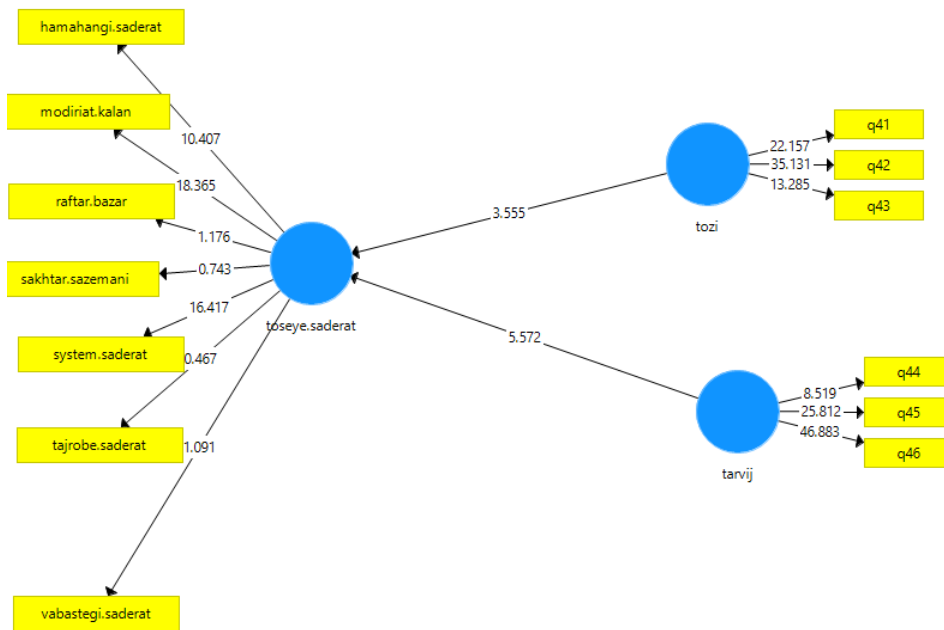 hamahangi.saderat
modiriat.kalan
raftar.bazar
sakhtar.sazemani
system.saderat
tajrobe.saderat
vabastegi.saderat
10.407
18.365
1.176
0.743
16.417
0.467
1.091
toseye.saderat
3.555
5.572
tozi
22.157
35.131
13.285
q41
q42
q43
tarvij
8.519
25.812
46.883
q44
q45
q46